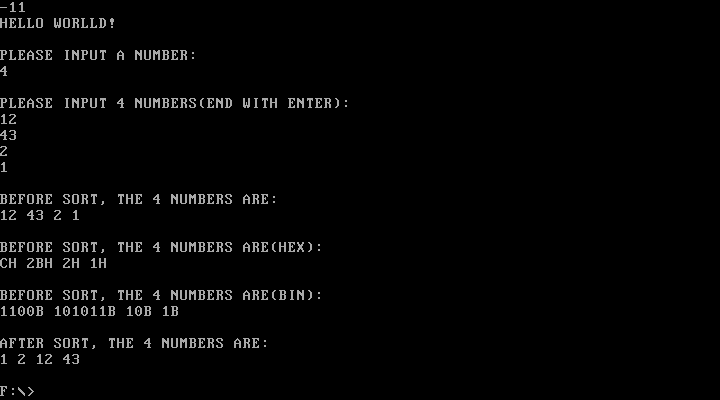 -11
HELLO WORLLD!
PLEASE INPUT A NUMBER:
4
PLEASE INPUT 4 NUMBERS(END WITH ENTER):
12
43
2
1
BEFORE SORT, THE 4 NUMBERS ARE:
12 43 2 1
BEFORE SORT, THE 4 NUMBERS ARE(HEX):
CH 2BH 2H 1H
BEFORE SORT, THE 4 NUMBERS ARE(BIN):
1100B 101011B 10B 1B
AFTER SORT, THE 4 NUMBERS ARE:
1 2 12 43
F:\>